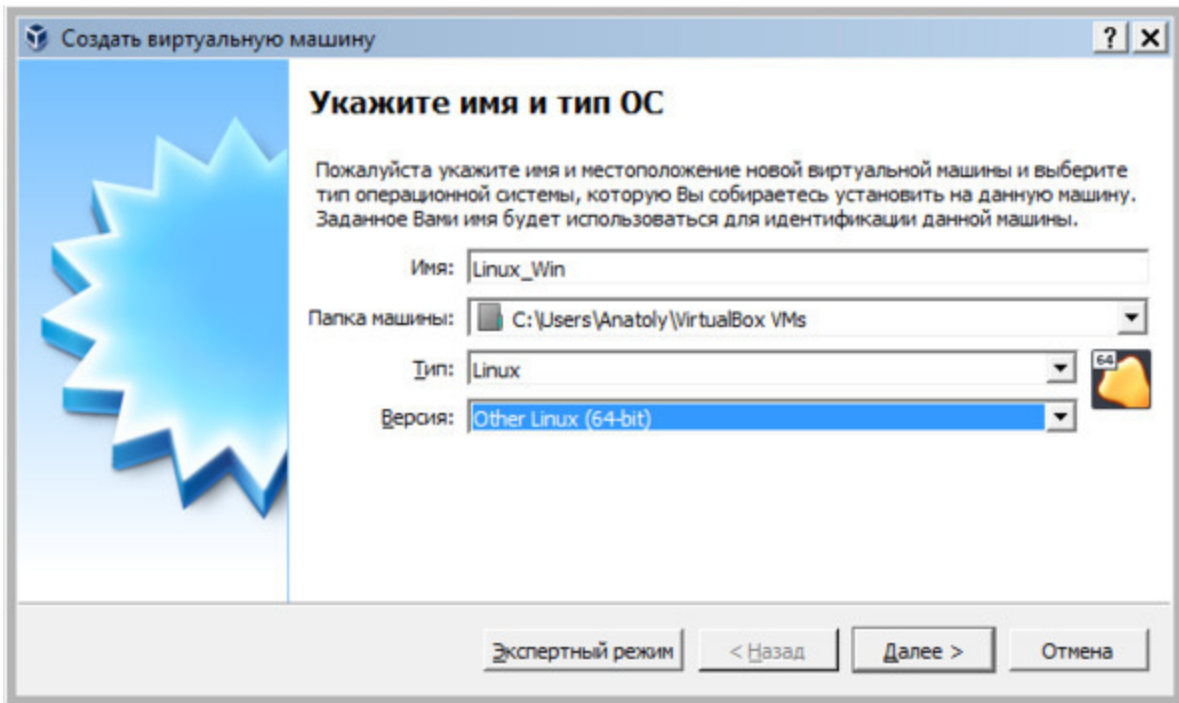 Создать виртуальную машину
?
Укажите имя и тип ОС
Пожалуйста укажите имя и местоположение новой виртуальной машины и выберите
тип операционной системы, которую Вы собираетесь установить на данную машину.
Заданное Вами имя будет использоваться для идентификации данной машины.
Имя: Linux_Win
Папка машины: C:\Users\Anatoly\VirtualBox VMs
Тип: Linux
64
Версия: Other Linux (64-bit)
Экспертный режим < Назад Далее > Отмена